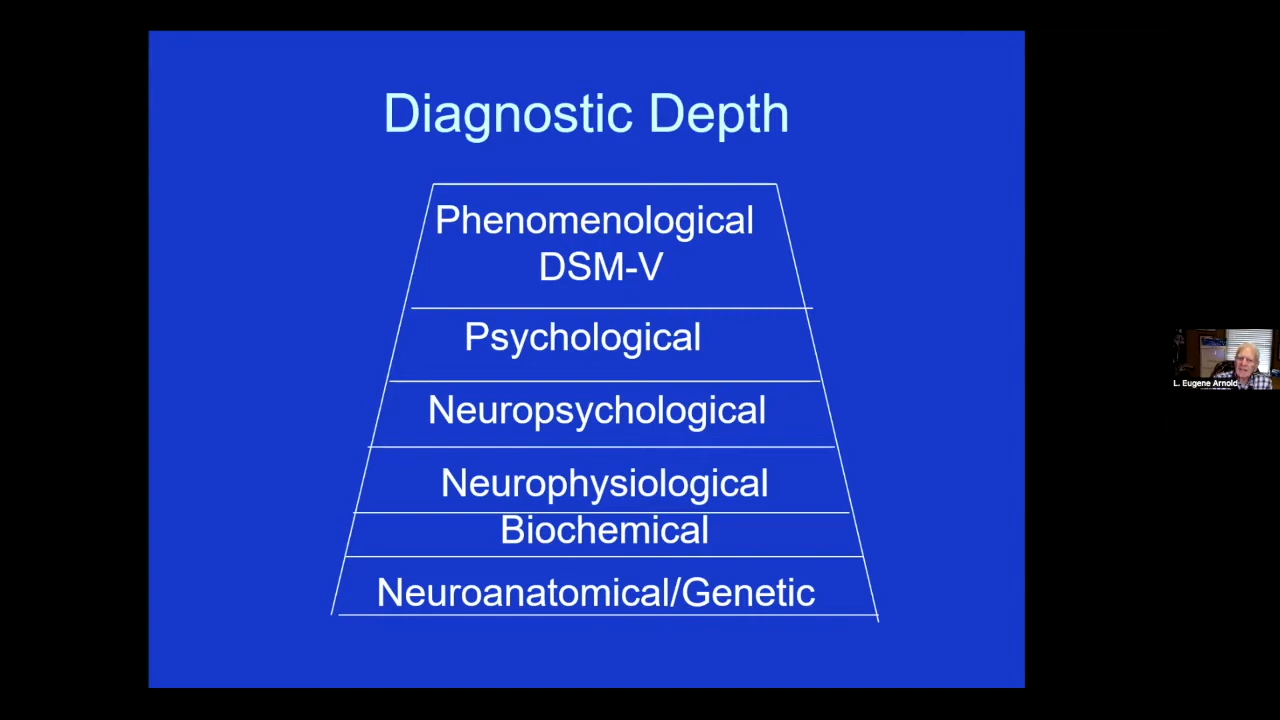 Diagnostic Depth
Phenomenological
DSM-V
Psychological
Neuropsychological
Neurophysiological
Biochemical
Neuroanatomical/Genetic
L. Eugene Arnold